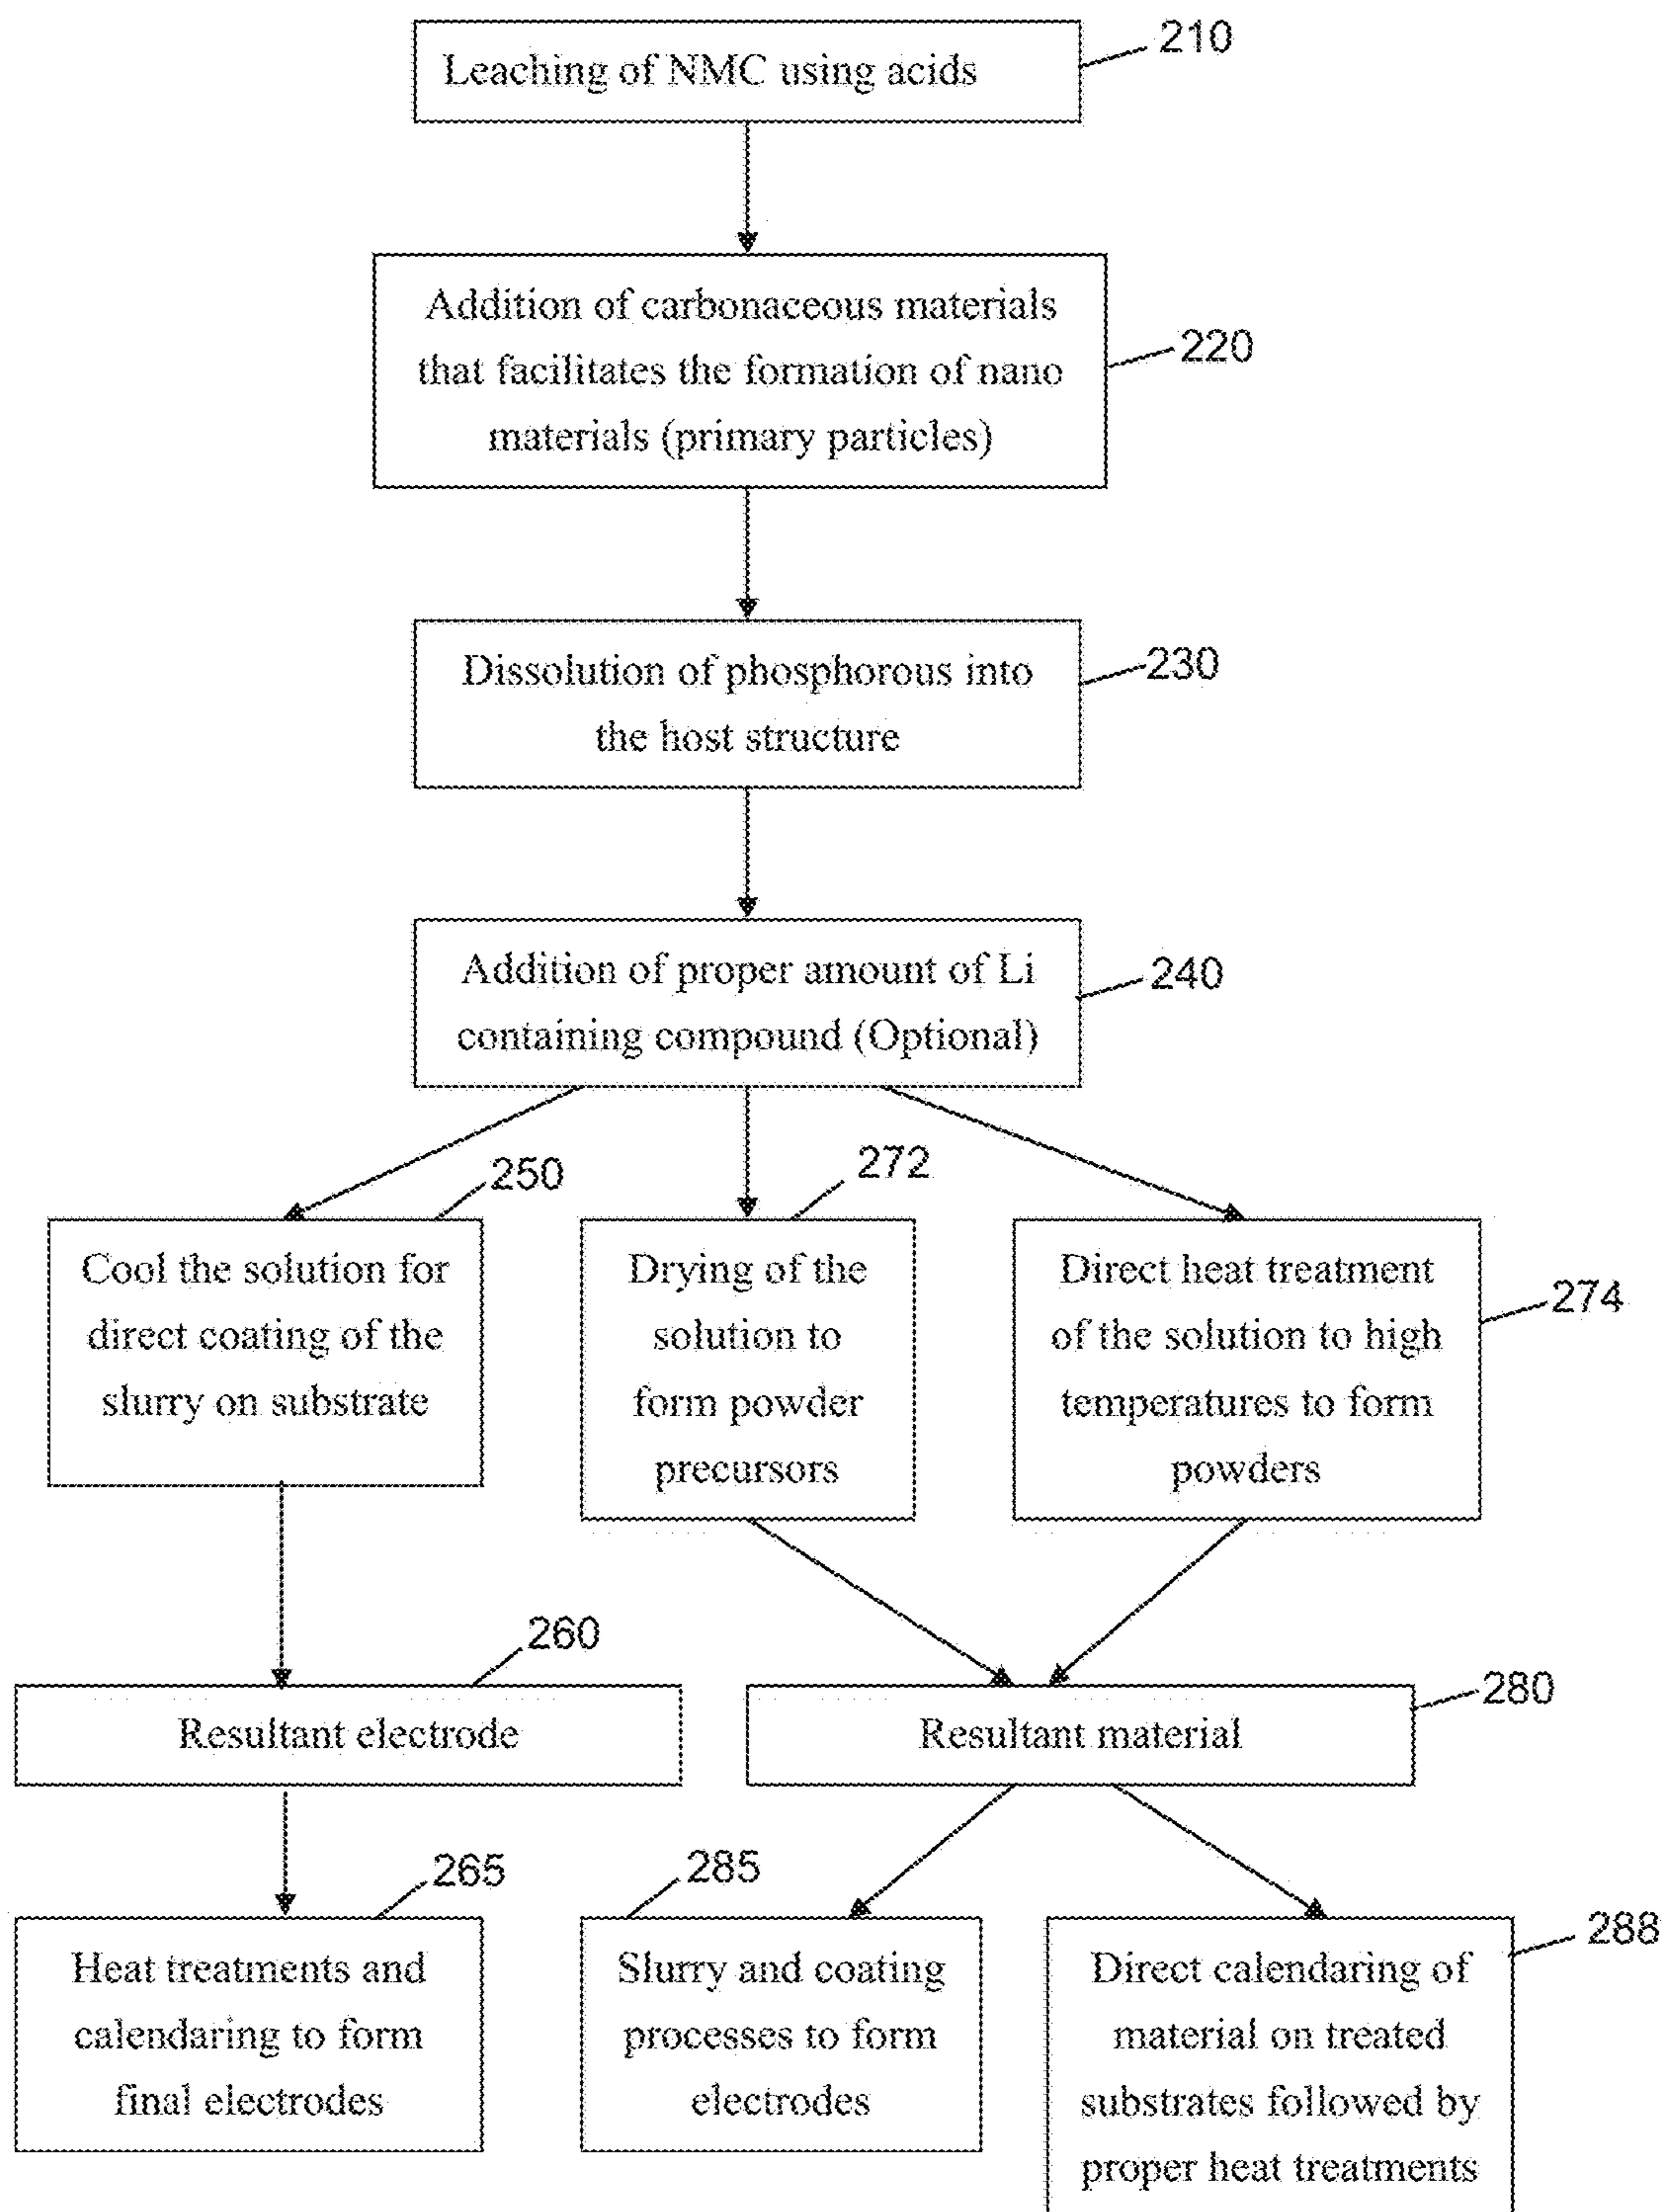 Leaching of NMC using acids
210
Addition of carbonaceous materials
that facilitates the formation of nano
materials (primary particles)
220
Dissolution of phosphorous into
the host structure
230
Addition of proper amount of Li
containing compound (Optional)
240
250
Cool the solution for
direct coating of the
slurry on substrate
272
Drying of the
solution to
form powder
precursors
274
Direct heat treatment
of the solution to high
temperatures to form
powders
260
Resultant electrode
280
Resultant material
265
Heat treatments and
calendaring to form
final electrodes
285
Slurry and coating
processes to form
electrodes
288
Direct calendaring of
material on treated
substrates followed by
proper heat treatments